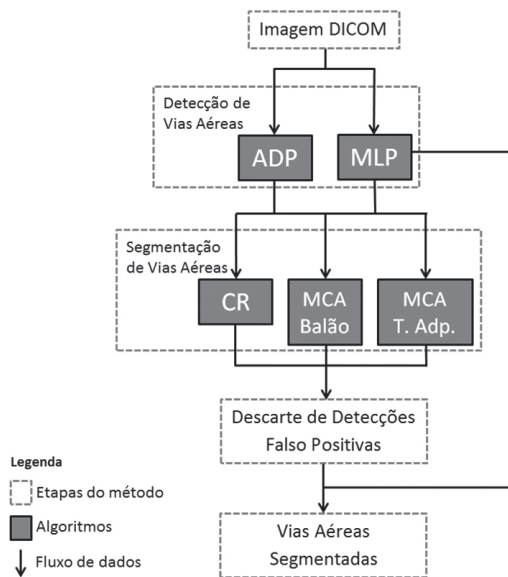 Imagem DICOM
Detecção de
Vias Aéreas
ADP
MLP
Segmentação
de Vias Aéreas
CR
MCA
Balão
MCA
T. Adp.
Descarte de Detecções
Falso Positivas
Legenda
Etapas do método
Algoritmos
Fluxo de dados
Vias Aéreas
Segmentadas